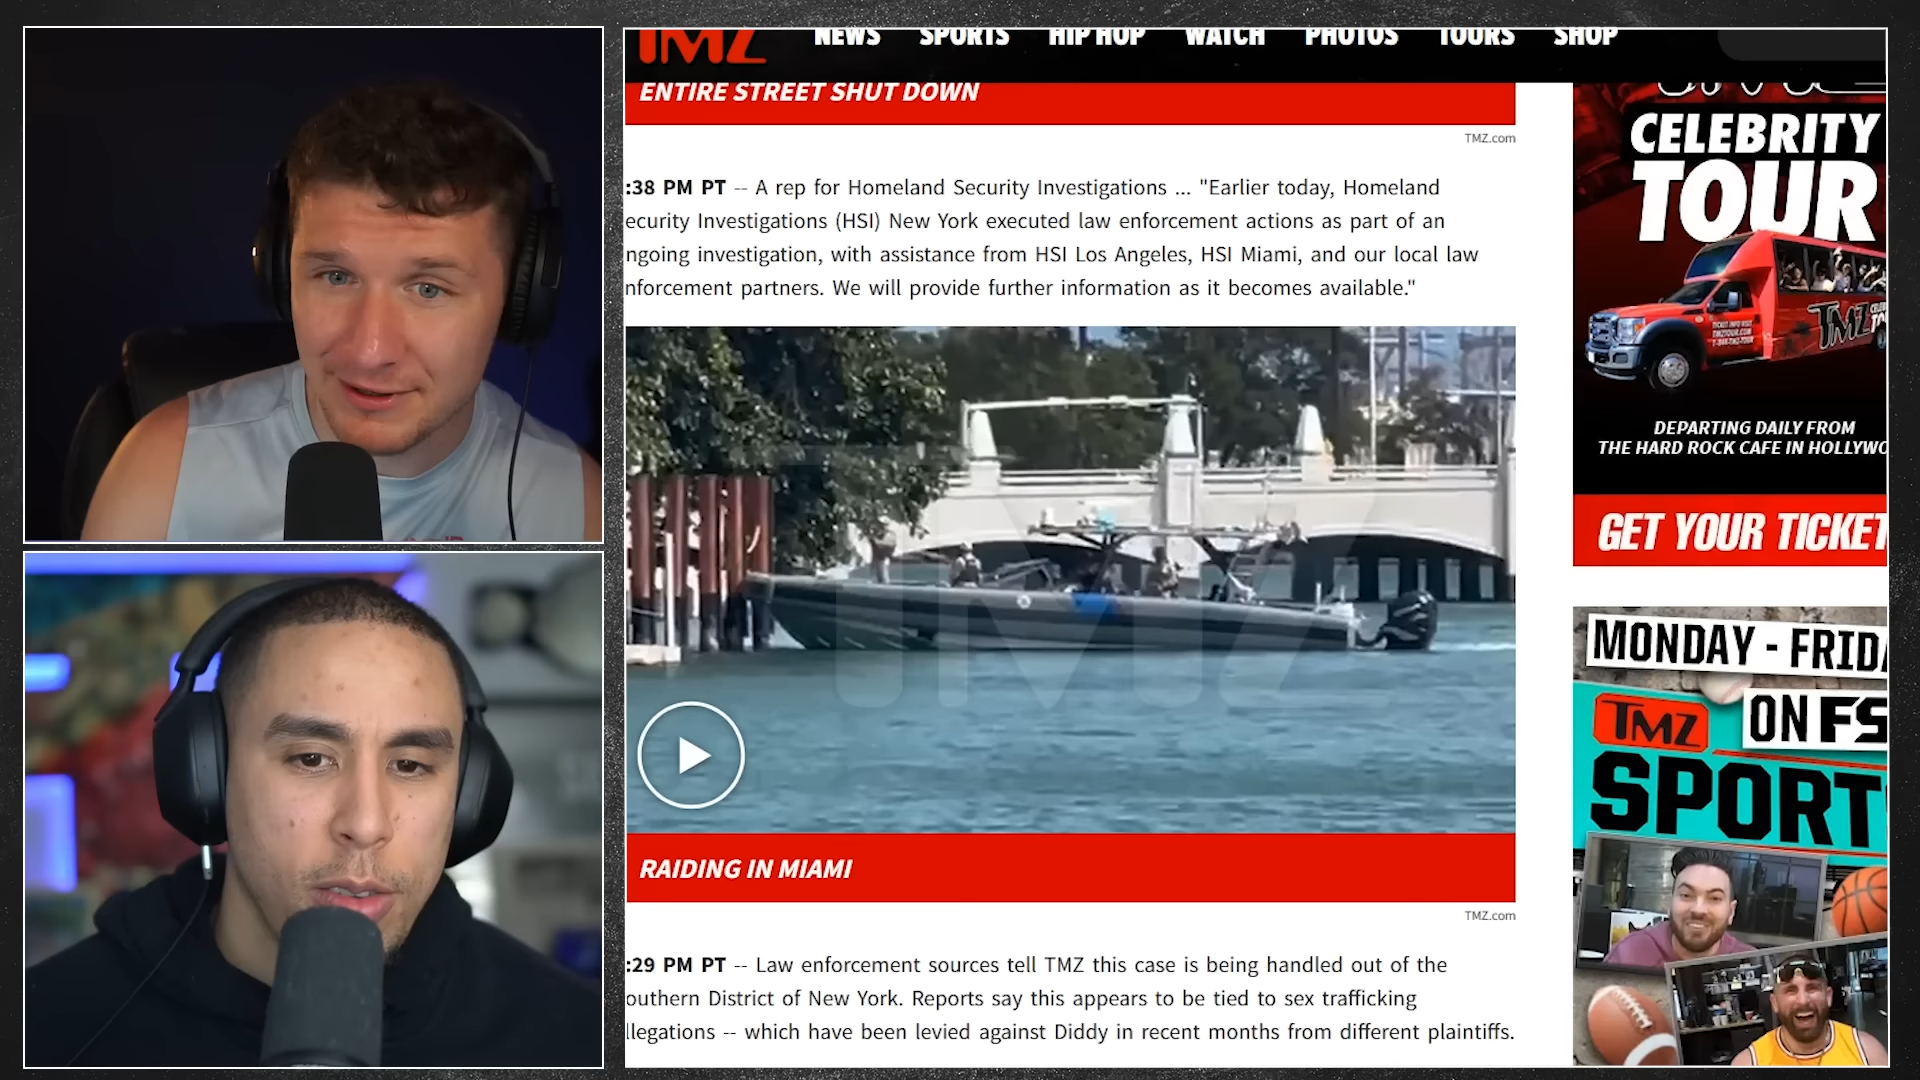 TMZ
NEWS SPORTS HIP HOP WATCH PHOTOS TOURS SHOP
ENTIRE STREET SHUT DOWN
TMZ.com
:38 PM PT -- A rep for Homeland Security Investigations ... "Earlier today, Homeland
ecurity Investigations (HSI) New York executed law enforcement actions as part of an
ngoing investigation, with assistance from HSI Los Angeles, HSI Miami, and our local law
nforcement partners. We will provide further information as it becomes available."
TMZ
RAIDING IN MIAMI
TMZ.com
:29 PM PT -- Law enforcement sources tell TMZ this case is being handled out of the
outhern District of New York. Reports say this appears to be tied to sex trafficking
llegations -- which have been levied against Diddy in recent months from different plaintiffs.
CELEBRITY
TOUR
TMZ
DEPARTING DAILY FROM
THE HARD ROCK CAFE IN HOLLYWO
GET YOUR TICKET
MONDAY - FRIDA
TMZ ON FS
SPORT